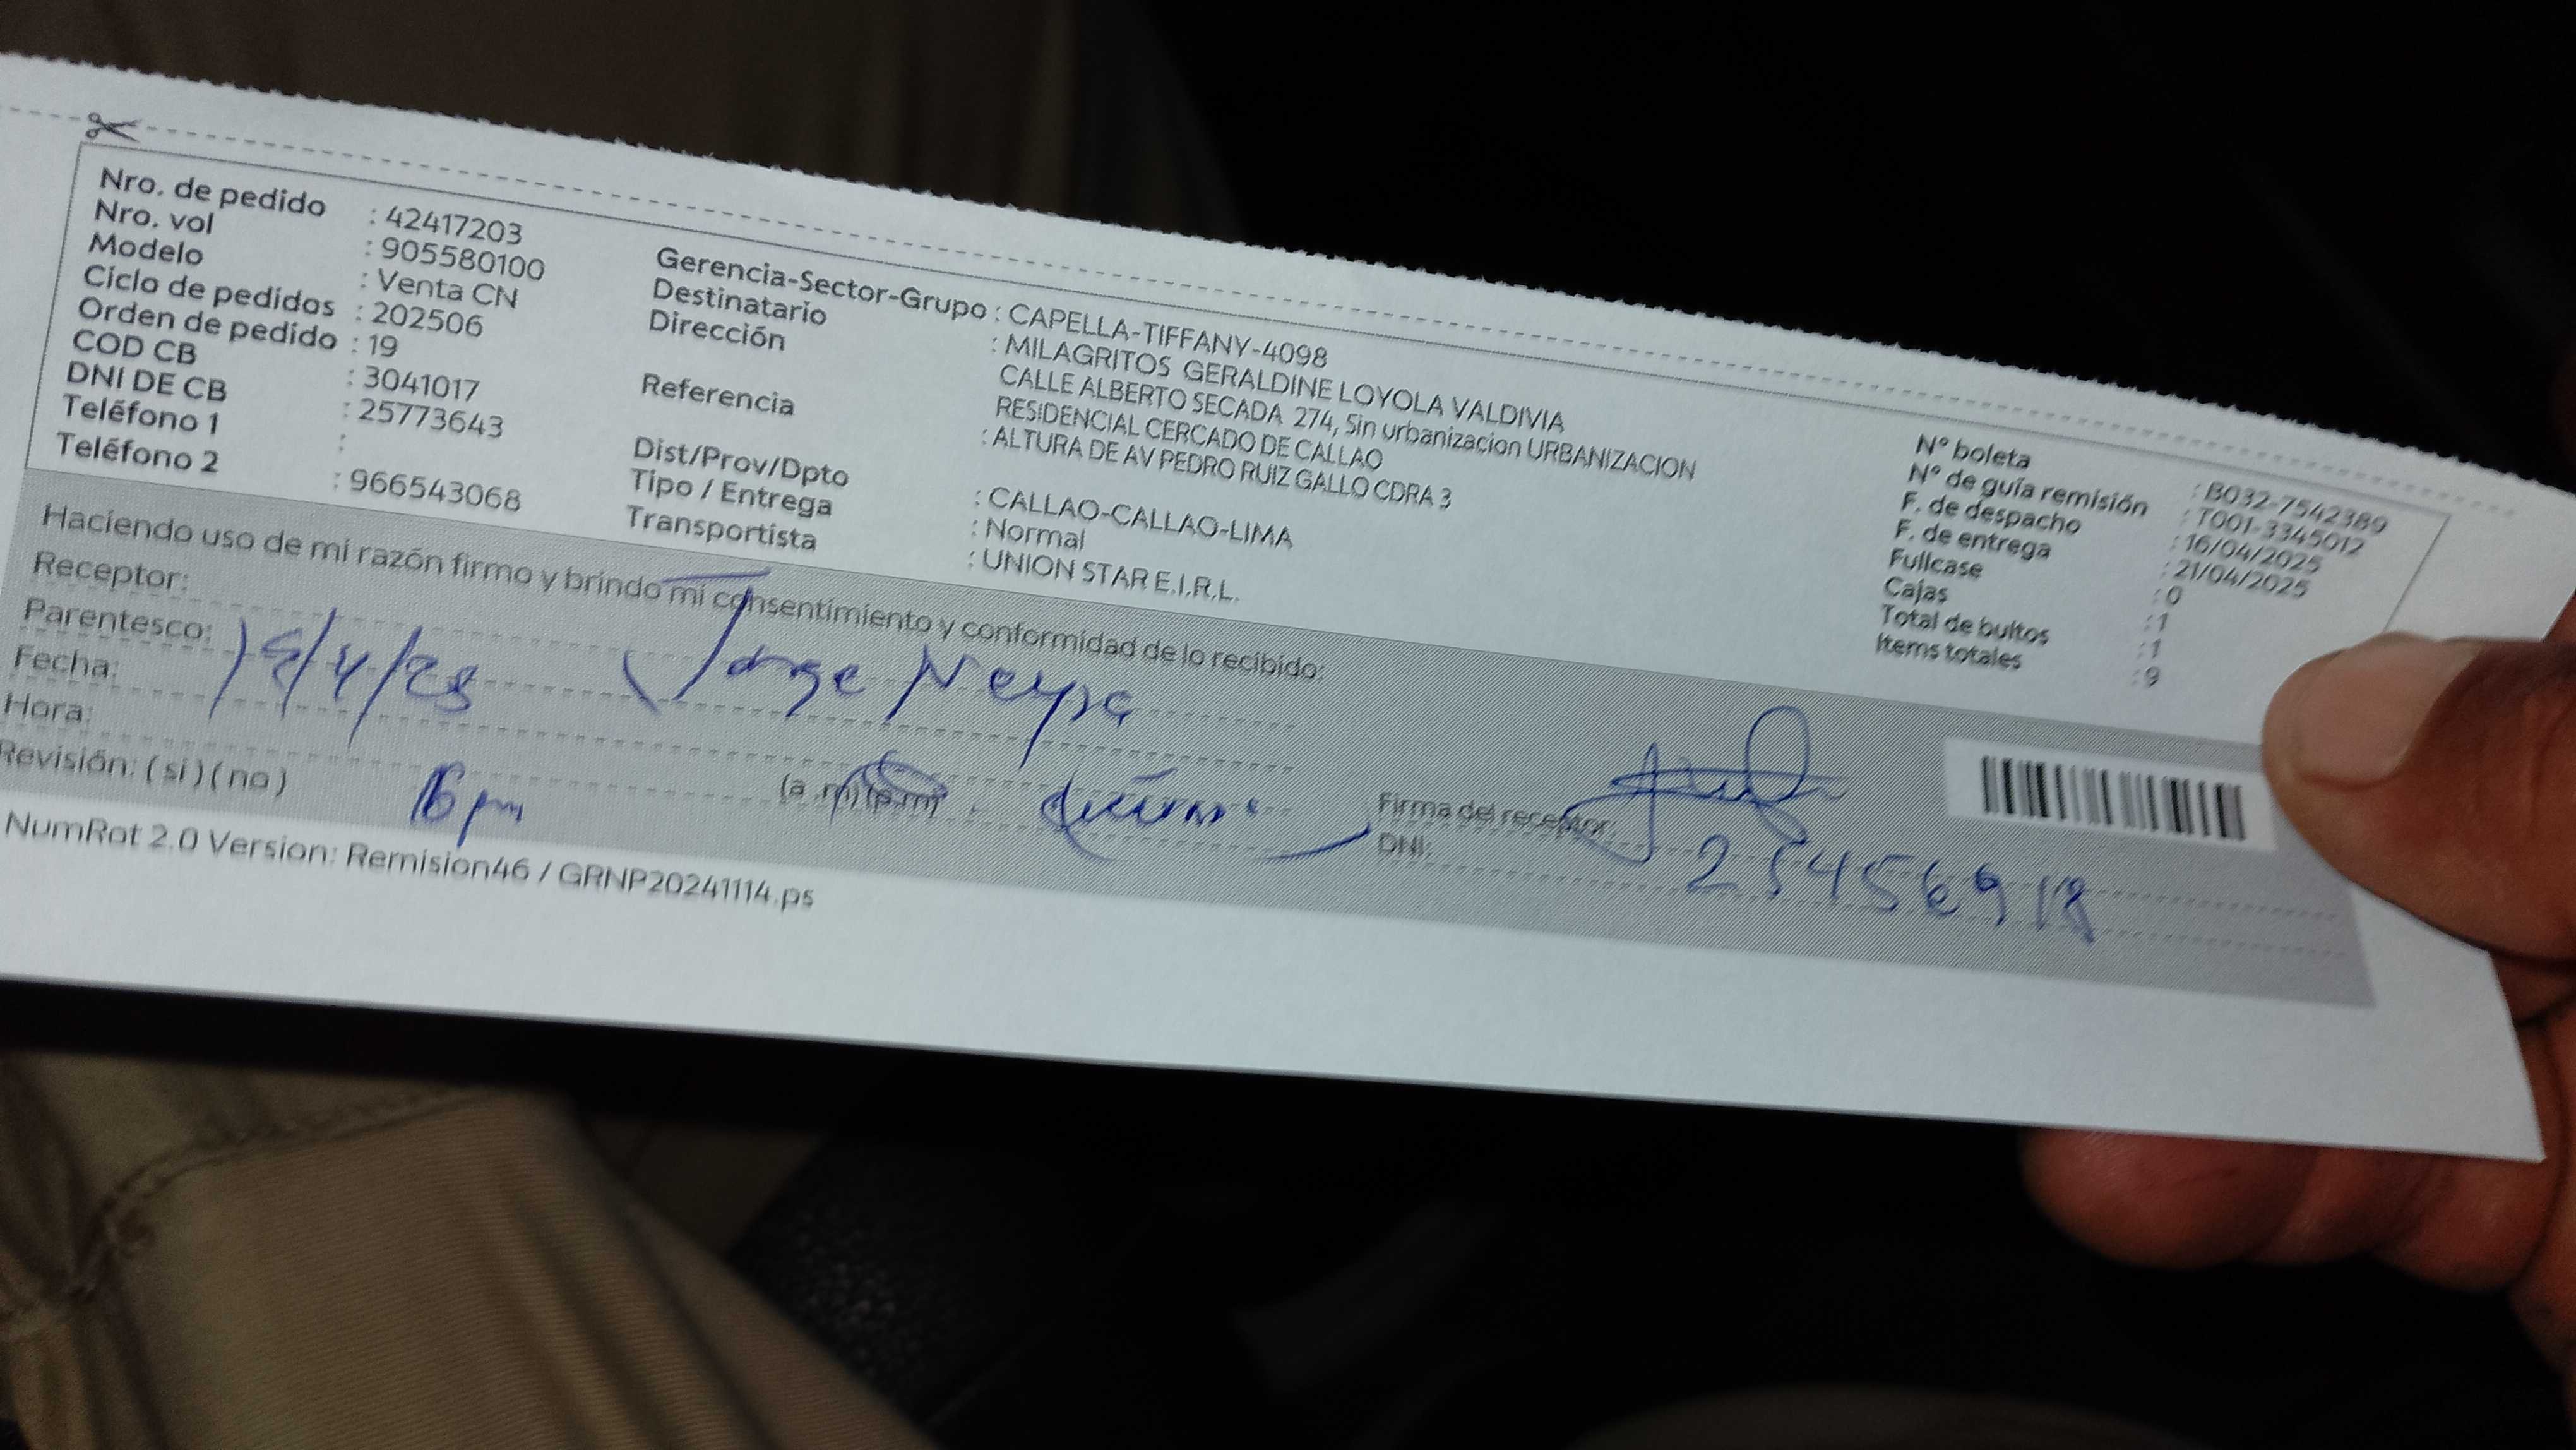 Nro. de pedido : 42417203
Nro. vol : 905580100
Modelo : Venta CN
Ciclo de pedidos : 202506
Orden de pedido : 19
COD CB : 3041017
DNI DE CB : 25773643
Teléfono 1 :
Teléfono 2 : 966543068
Gerencia-Sector-Grupo : CAPELLA-TIFFANY-4098
Destinatario : MILAGRITOS GERALDINE LOYOLA VALDIVIA
Dirección CALLE ALBERTO SECADA 274, Sin urbanizacion URBANIZACION
RESIDENCIAL CERCADO DE CALLAO
Referencia : ALTURA DE AV PEDRO RUIZ GALLO CDRA 3
Dist/Prov/Dpto : CALLAO-CALLAO-LIMA
Tipo / Entrega : Normal
Transportista : UNION STAR E.I.R.L.
N° boleta : B032-7542389
N° de guía remisión : T001-3345012
F. de despacho : 16/04/2025
F. de entrega : 21/04/2025
Fullcase : 0
Cajas : 1
Total de bultos : 1
Items totales : 9
Haciendo uso de mi razón firmo y brindo mi consentimiento y conformidad de lo recibido:
Receptor: Jorge Neyra
Parentesco:
Fecha:
Hora: (a .m) (p.m)
Revisión: ( si ) ( no )
Firma del receptor:
DNI:
NumRot 2.0 Version: Remision46 / GRNP20241114.ps